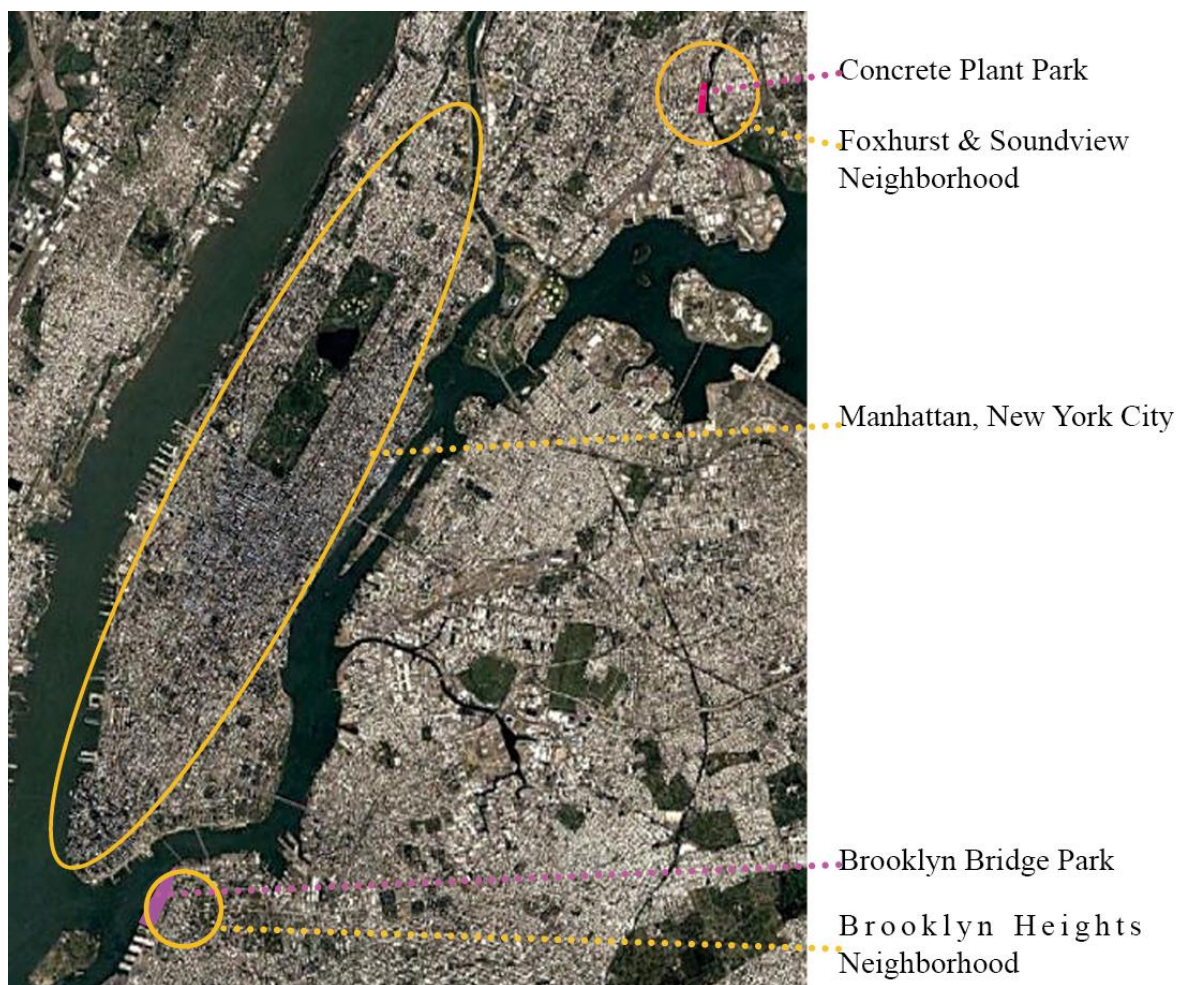 Concrete Plant Park
Foxhurst & Soundview
Neighborhood
Manhattan, New York City
Brooklyn Bridge Park
Brooklyn Heights
Neighborhood